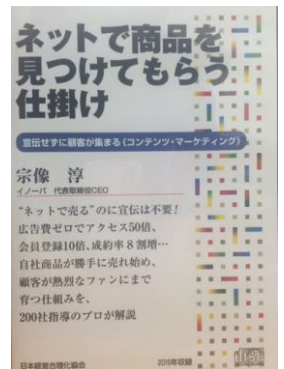 ネットで商品を
見つけてもらう
仕掛け
宣伝せずに顧客が集まる《コンテンツ・マーケティング》
宗像 淳
イノーバ 代表取締役CEO
“ネットで売る”のに宣伝は不要!
広告費ゼロでアクセス50倍、
会員登録10倍、成約率8割増…
自社商品が勝手に売れ始め、
顧客が熱烈なファンにまで
育つ仕組みを、
200社指導のプロが解説
日本経営合理化協会
2016年収録